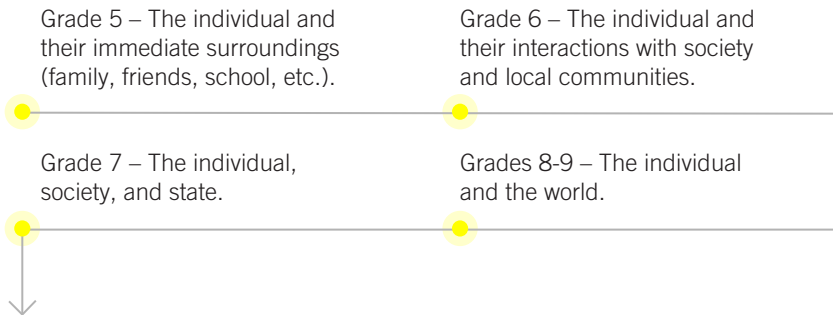 Grade 5 – The individual and
their immediate surroundings
(family, friends, school, etc.).
Grade 6 – The individual and
their interactions with society
and local communities.
Grade 7 – The individual,
society, and state.
Grades 8-9 – The individual
and the world.